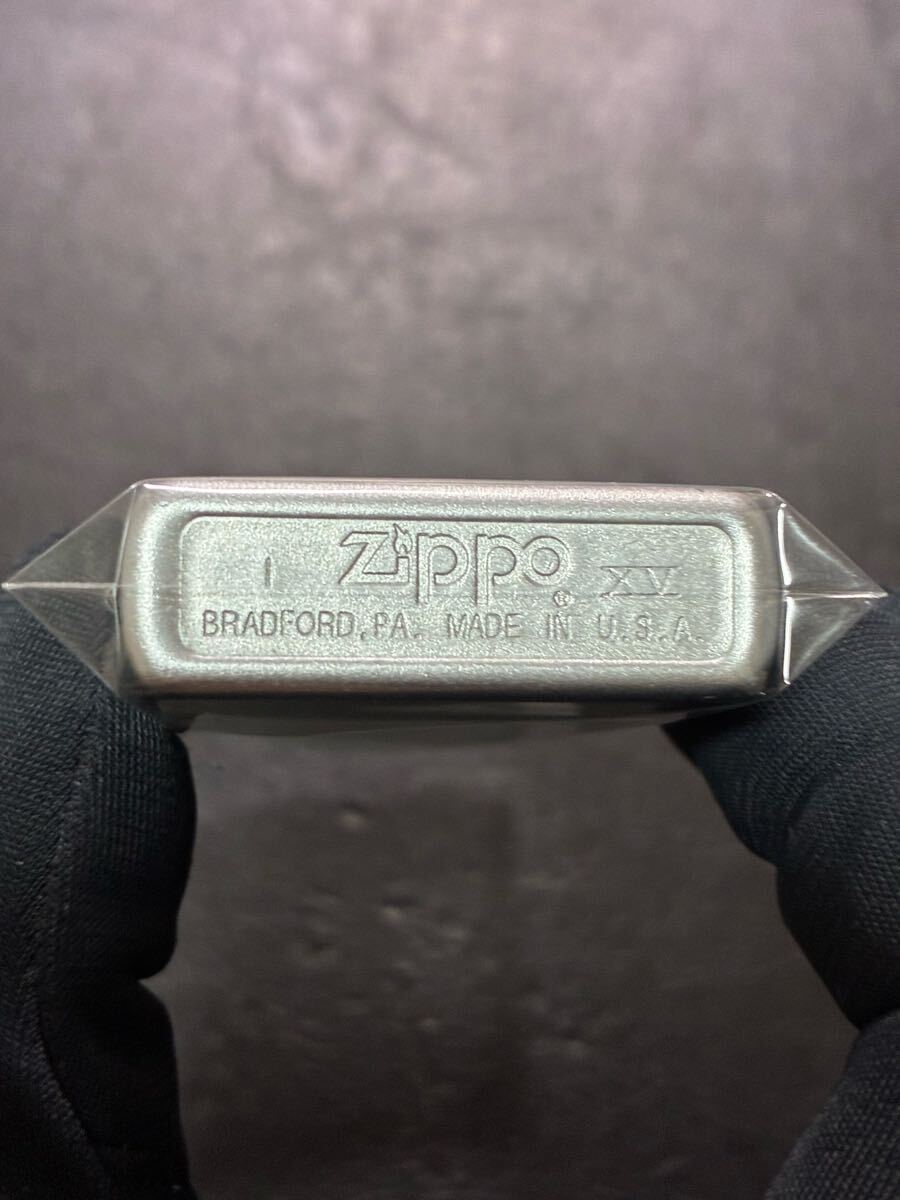 I Zippo ® XV
BRADFORD, PA. MADE IN U.S.A.